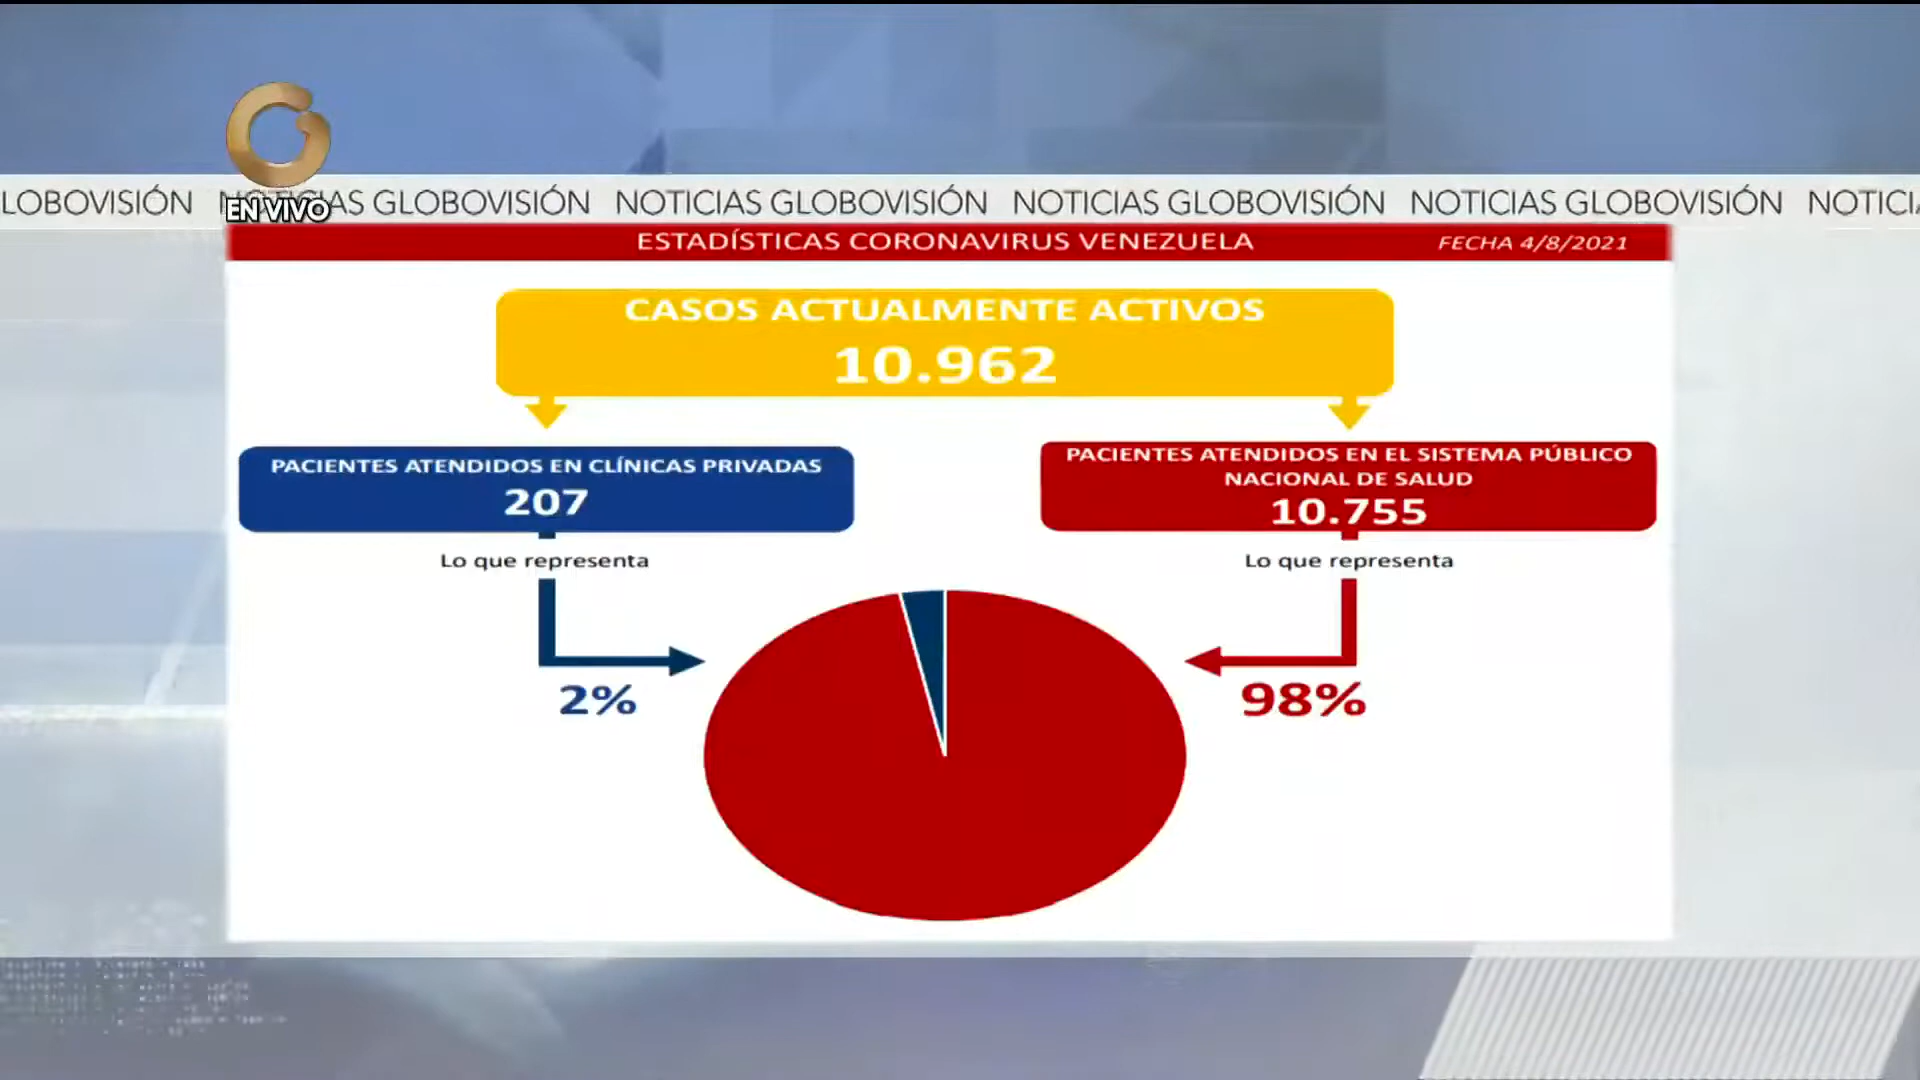 LOBOVISIÓN NOTICIAS GLOBOVISIÓN NOTICIAS GLOBOVISIÓN NOTICIAS GLOBOVISIÓN NOTICIAS GLOBOVISIÓN NOTICI
EN VIVO
ESTADÍSTICAS CORONAVIRUS VENEZUELA
FECHA 4/8/2021
CASOS ACTUALMENTE ACTIVOS
10.962
PACIENTES ATENDIDOS EN CLÍNICAS PRIVADAS
207
PACIENTES ATENDIDOS EN EL SISTEMA PÚBLICO
NACIONAL DE SALUD
10.755
Lo que representa
Lo que representa
2%
98%